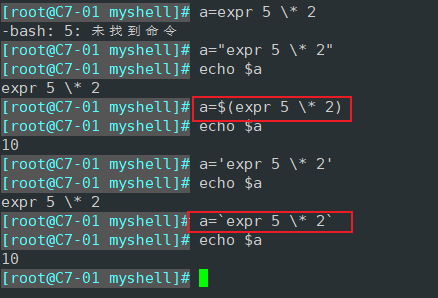 [root@C7-01 myshell]# a=expr 5 \* 2
-bash: 5: 未找到命令
[root@C7-01 myshell]# a="expr 5 \* 2"
[root@C7-01 myshell]# echo $a
expr 5 \* 2
[root@C7-01 myshell]# a=$(expr 5 \* 2)
[root@C7-01 myshell]# echo $a
10
[root@C7-01 myshell]# a='expr 5 \* 2'
[root@C7-01 myshell]# echo $a
expr 5 \* 2
[root@C7-01 myshell]# a=`expr 5 \* 2`
[root@C7-01 myshell]# echo $a
10
[root@C7-01 myshell]#